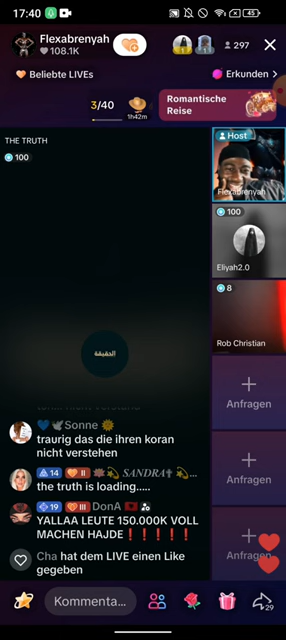 17:40
45
Flexabrenyah
108.1K
297
Beliebte LIVEs
Erkunden
3/40
1h42m
Romantische
Reise
THE TRUTH
100
Host
Flexabrenyah
100
Eliyah2.0
8
Rob Christian
الحقيقة
Anfragen
Anfragen
Anfragen
Sonne
traurig das die ihren koran
nicht verstehen
14 II SANDRA ...
the truth is loading.....
19 III DonA
YALLAA LEUTE 150.000K VOLL
MACHEN HAJDE
Cha hat dem LIVE einen Like
gegeben
Kommenta...
29